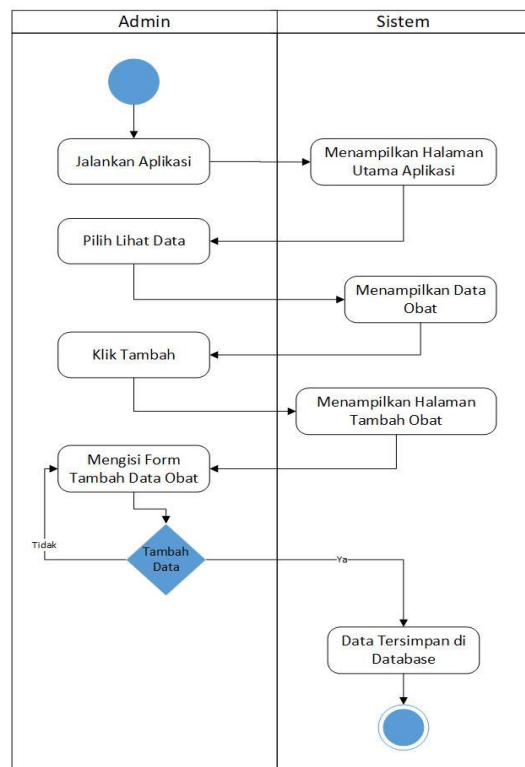 Admin
Sistem
Jalankan Aplikasi
Menampilkan Halaman
Utama Aplikasi
Pilih Lihat Data
Menampilkan Data
Obat
Klik Tambah
Menampilkan Halaman
Tambah Obat
Mengisi Form
Tambah Data Obat
Tambah
Data
Tidak
Ya
Data Tersimpan di
Database